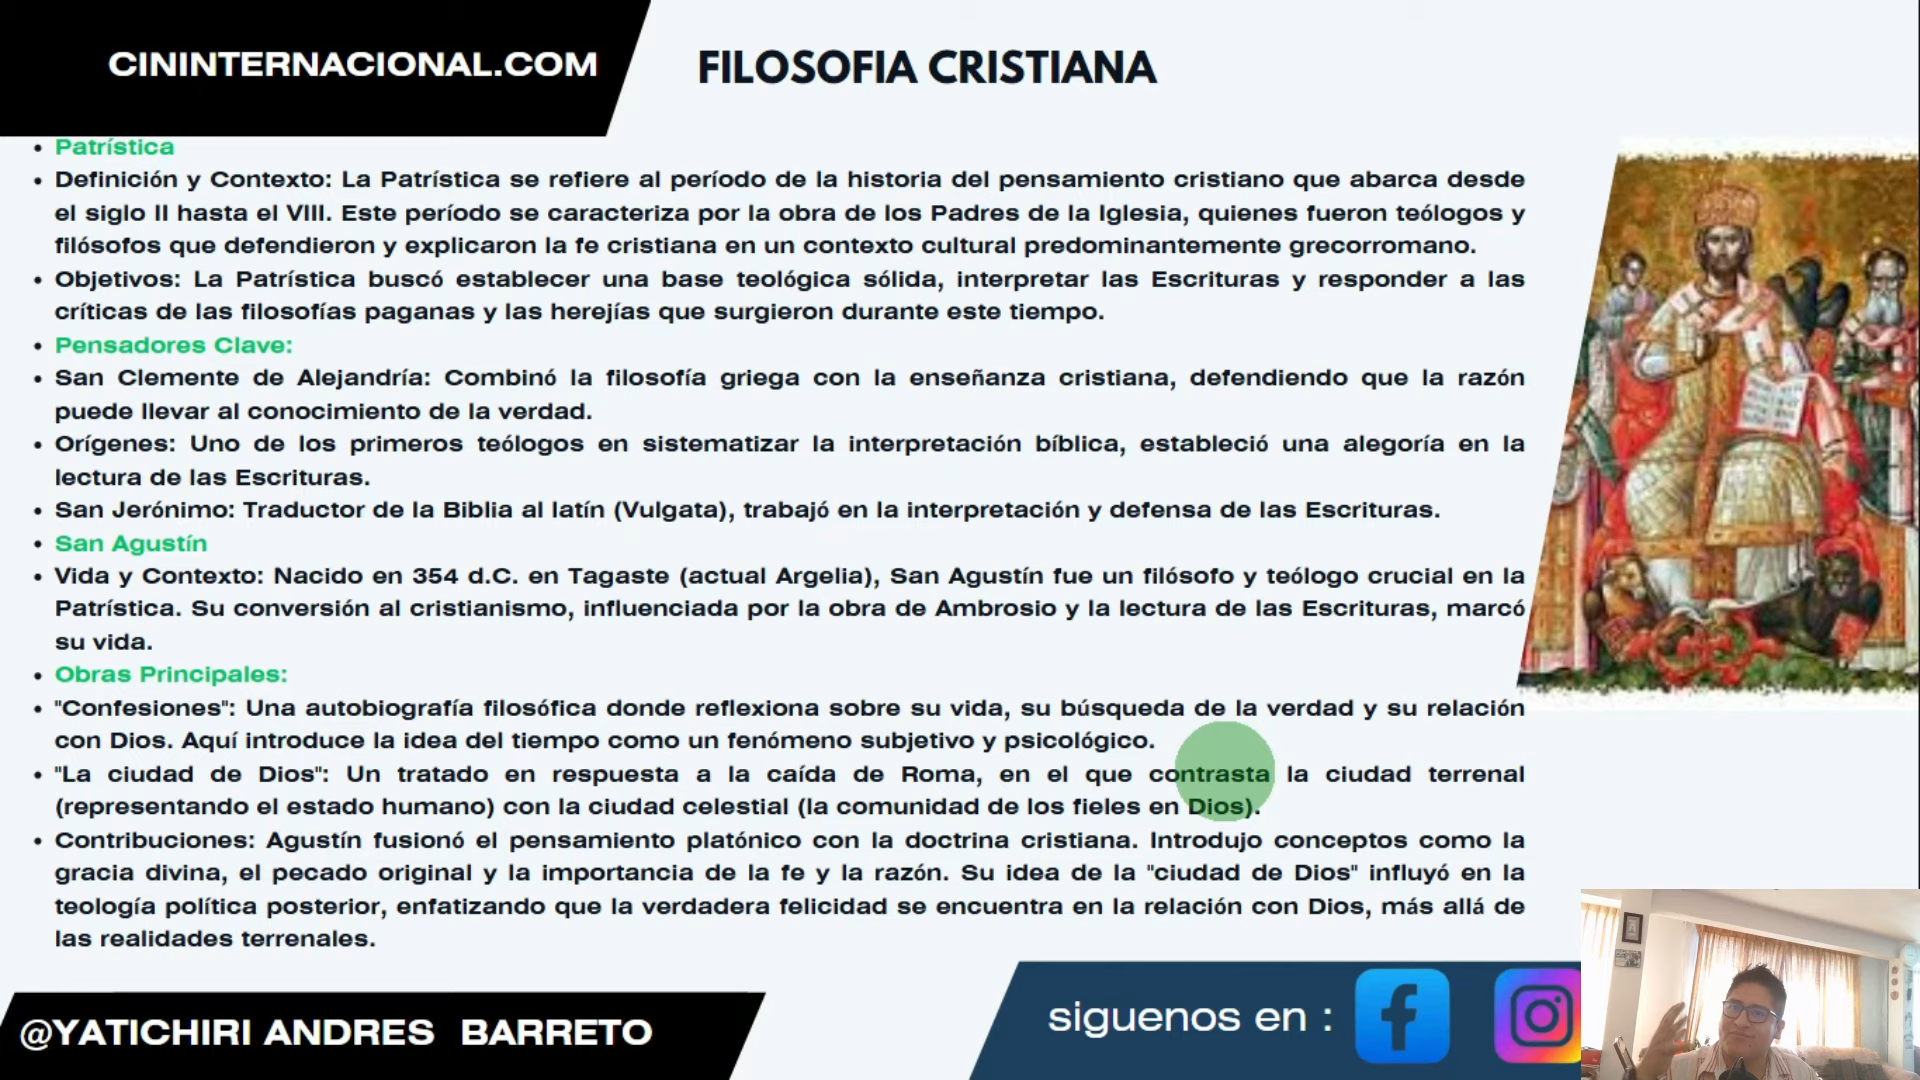 CININTERNACIONAL.COM
FILOSOFIA CRISTIANA
• Patrística
• Definición y Contexto: La Patrística se refiere al período de la historia del pensamiento cristiano que abarca desde
el siglo II hasta el VIII. Este período se caracteriza por la obra de los Padres de la Iglesia, quienes fueron teólogos y
filósofos que defendieron y explicaron la fe cristiana en un contexto cultural predominantemente grecorromano.
• Objetivos: La Patrística buscó establecer una base teológica sólida, interpretar las Escrituras y responder a las
críticas de las filosofías paganas y las herejías que surgieron durante este tiempo.
• Pensadores Clave:
• San Clemente de Alejandría: Combinó la filosofía griega con la enseñanza cristiana, defendiendo que la razón
puede llevar al conocimiento de la verdad.
• Orígenes: Uno de los primeros teólogos en sistematizar la interpretación bíblica, estableció una alegoría en la
lectura de las Escrituras.
• San Jerónimo: Traductor de la Biblia al latín (Vulgata), trabajó en la interpretación y defensa de las Escrituras.
• San Agustín
• Vida y Contexto: Nacido en 354 d.C. en Tagaste (actual Argelia), San Agustín fue un filósofo y teólogo crucial en la
Patrística. Su conversión al cristianismo, influenciada por la obra de Ambrosio y la lectura de las Escrituras, marcó
su vida.
• Obras Principales:
• "Confesiones": Una autobiografía filosófica donde reflexiona sobre su vida, su búsqueda de la verdad y su relación
con Dios. Aquí introduce la idea del tiempo como un fenómeno subjetivo y psicológico.
• "La ciudad de Dios": Un tratado en respuesta a la caída de Roma, en el que contrasta la ciudad terrenal
(representando el estado humano) con la ciudad celestial (la comunidad de los fieles en Dios).
• Contribuciones: Agustín fusionó el pensamiento platónico con la doctrina cristiana. Introdujo conceptos como la
gracia divina, el pecado original y la importancia de la fe y la razón. Su idea de la "ciudad de Dios" influyó en la
teología política posterior, enfatizando que la verdadera felicidad se encuentra en la relación con Dios, más allá de
las realidades terrenales.
@YATICHIRI ANDRES BARRETO
siguenos en :